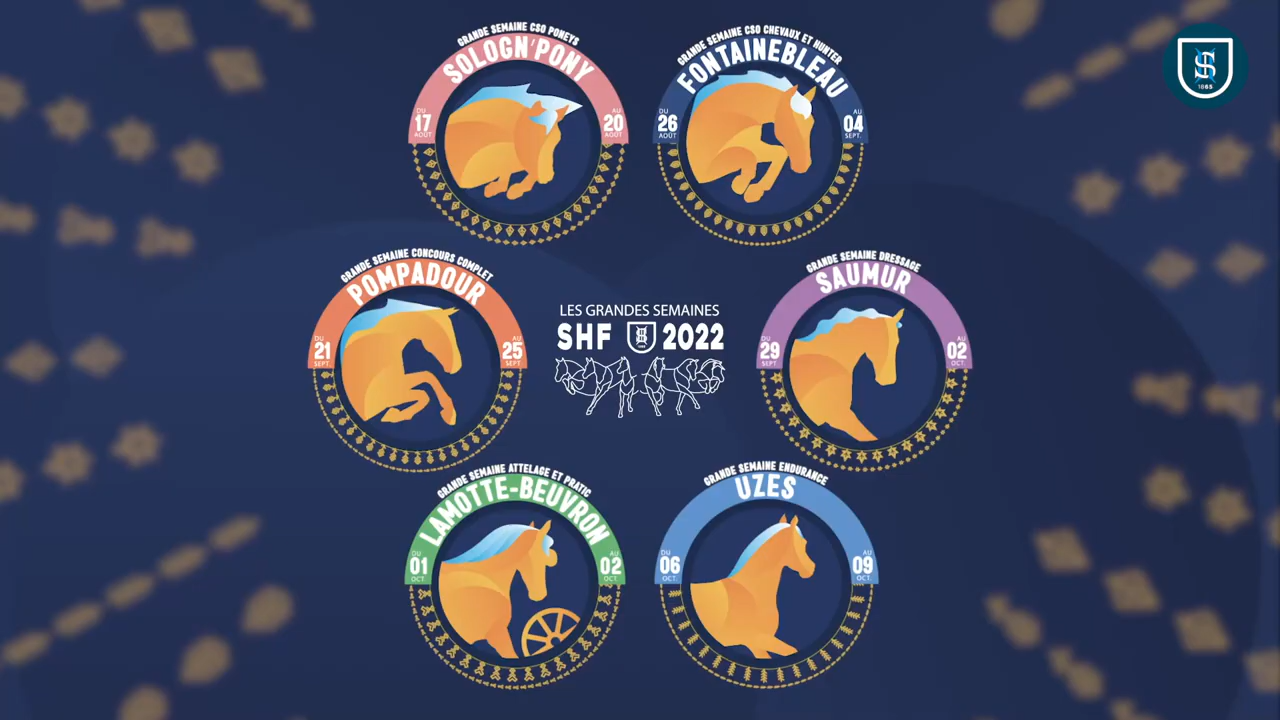 GRANDE SEMAINE CSO PONEYS
SOLOGN'PONY
DU
17
AOÛT
AU
20
AOÛT
GRANDE SEMAINE CSO CHEVAUX ET HUNTER
FONTAINEBLEAU
DU
26
AOÛT
AU
04
SEPT.
S
1865
GRANDE SEMAINE CONCOURS COMPLET
POMPADOUR
DU
21
SEPT.
AU
25
SEPT.
LES GRANDES SEMAINES
SHF 2022
GRANDE SEMAINE DRESSAGE
SAUMUR
DU
29
SEPT.
AU
02
OCT.
GRANDE SEMAINE ATTELAGE ET PRATIC
LAMOTTE-BEUVRON
DU
01
OCT.
AU
02
OCT.
GRANDE SEMAINE ENDURANCE
UZES
DU
06
OCT.
AU
09
OCT.